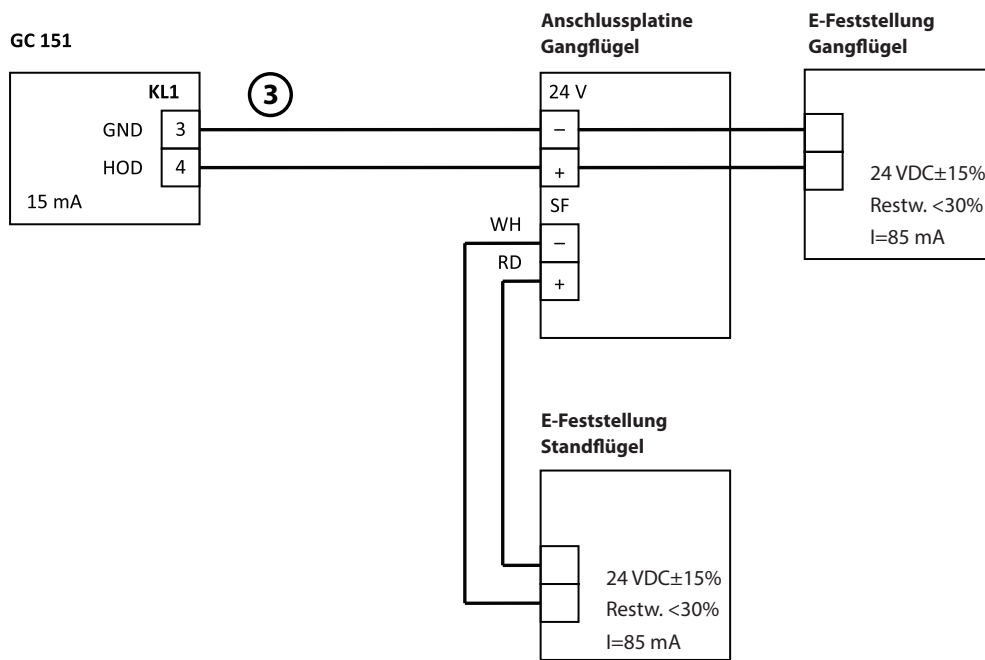 GC 151
KL1
GND 3
HOD 4
15 mA
3
Anschlussplatine
Gangflügel
24 V
–
+
SF
WH –
RD +
E-Feststellung
Gangflügel
24 VDC±15%
Restw. <30%
I=85 mA
E-Feststellung
Standflügel
24 VDC±15%
Restw. <30%
I=85 mA